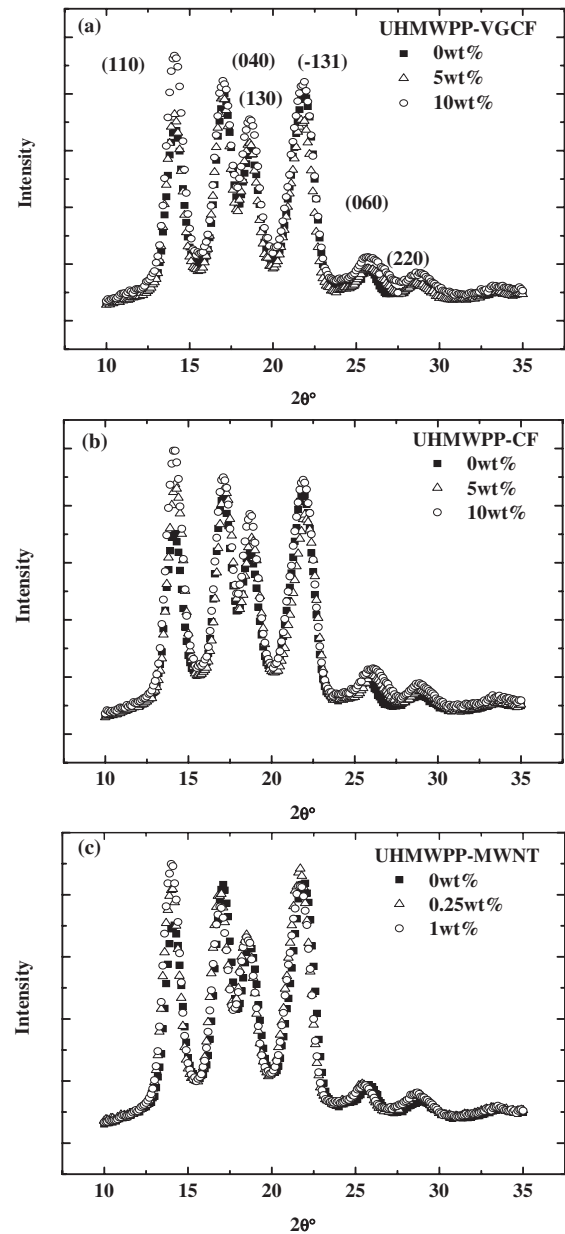 (a)
UHMWPP-VGCF
0wt%
5wt%
10wt%
(110)
(040)
(-131)
(130)
(060)
(220)
Intensity
10
15
20
25
30
35
2θ°
(b)
UHMWPP-CF
0wt%
5wt%
10wt%
Intensity
10
15
20
25
30
35
2θ°
(c)
UHMWPP-MWNT
0wt%
0.25wt%
1wt%
Intensity
10
15
20
25
30
35
2θ°